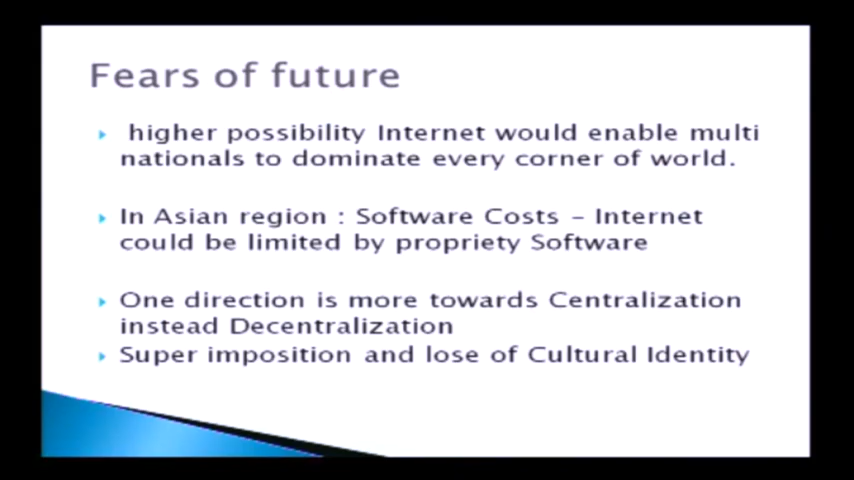 Fears of future
higher possibility Internet would enable multi
nationals to dominate every corner of world.
In Asian region : Software Costs – Internet
could be limited by propriety Software
One direction is more towards Centralization
instead Decentralization
Super imposition and lose of Cultural Identity